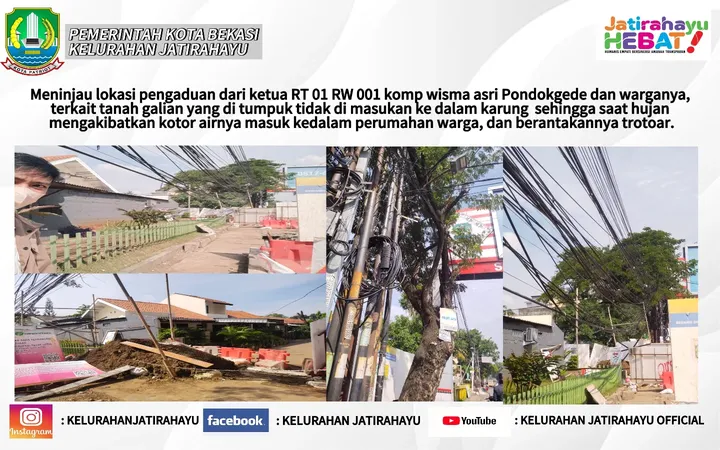 PEMERINTAH KOTA BEKASI
KELURAHAN JATIRAHAYU
KOTA PATRIOT
Jatirahayu
HEBAT!
Meninjau lokasi pengaduan dari ketua RT 01 RW 001 komp wisma asri Pondokgede dan warganya,
terkait tanah galian yang di tumpuk tidak di masukan ke dalam karung sehingga saat hujan
mengakibatkan kotor airnya masuk kedalam perumahan warga, dan berantakannya trotoar.
Instagram
: KELURAHANJATIRAHAYU
facebook
: KELURAHAN JATIRAHAYU
YouTube
: KELURAHAN JATIRAHAYU OFFICIAL